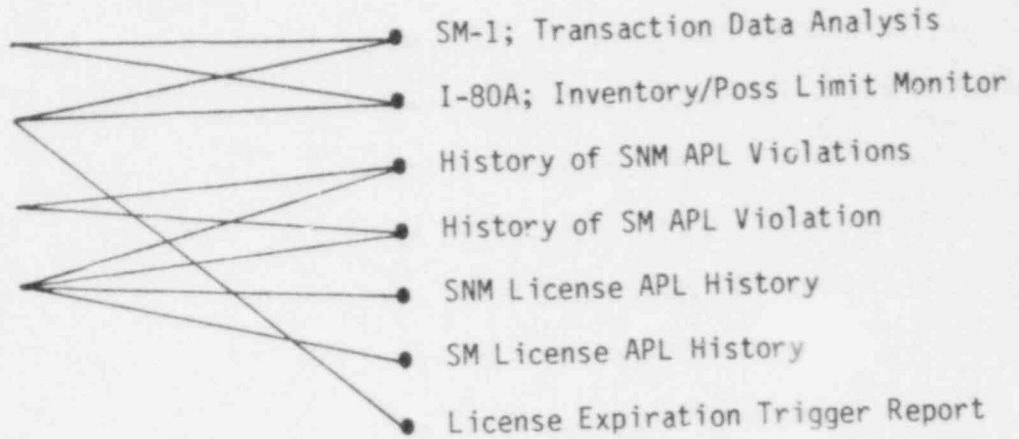 SM-1; Transaction Data Analysis
I-80A; Inventory/Poss Limit Monitor
History of SNM APL Violations
History of SM APL Violation
SNM License APL History
SM License APL History
License Expiration Trigger Report